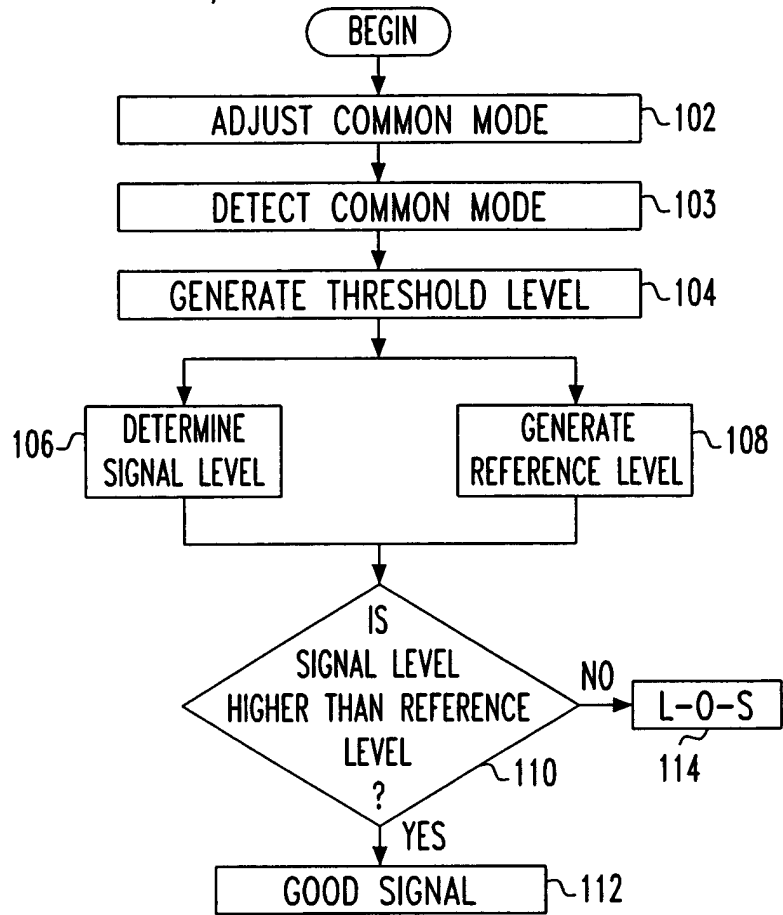 BEGIN
ADJUST COMMON MODE 102
DETECT COMMON MODE 103
GENERATE THRESHOLD LEVEL 104
106 DETERMINE
SIGNAL LEVEL
GENERATE 108
REFERENCE LEVEL
IS
SIGNAL LEVEL
HIGHER THAN REFERENCE
LEVEL
?
110
NO
L-O-S
114
YES
GOOD SIGNAL 112